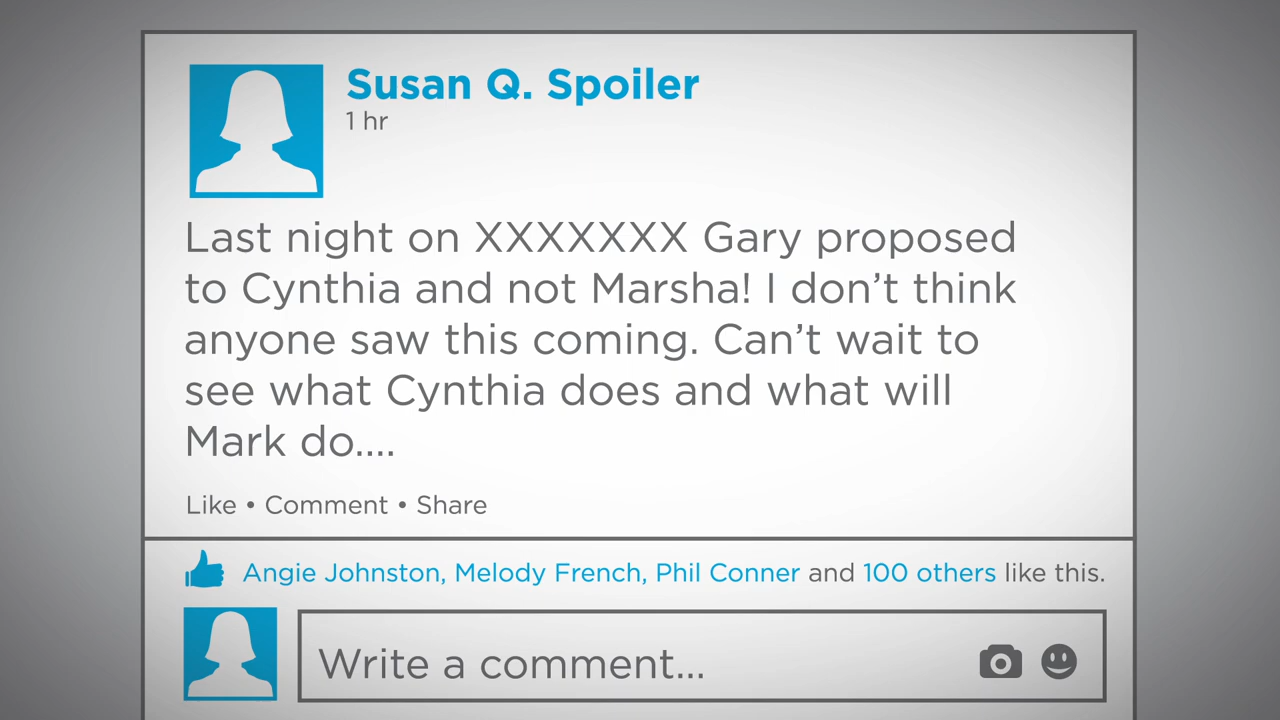 Susan Q. Spoiler
1 hr
Last night on XXXXXXX Gary proposed
to Cynthia and not Marsha! I don’t think
anyone saw this coming. Can’t wait to
see what Cynthia does and what will
Mark do....
Like • Comment • Share
Angie Johnston, Melody French, Phil Conner and 100 others like this.
Write a comment...